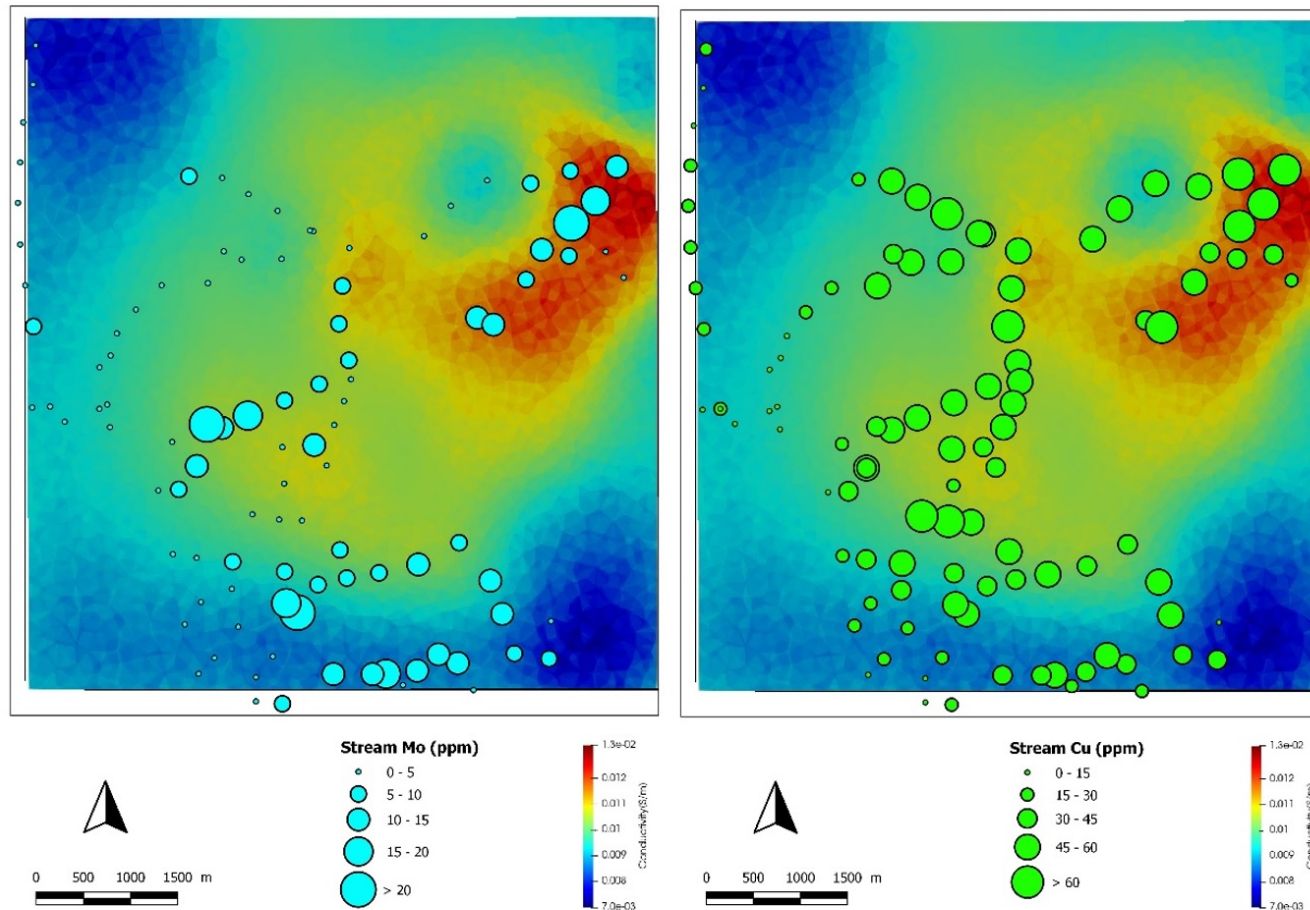 Stream Mo (ppm)
0 - 5
5 - 10
10 - 15
15 - 20
> 20
0 500 1000 1500 m
1.3e-02
0.012
0.011
0.01
0.009
0.008
7.0e-03
Conductivity(S/m)
Stream Cu (ppm)
0 - 15
15 - 30
30 - 45
45 - 60
> 60
0 500 1000 1500 m
1.3e-02
0.012
0.011
0.01
0.009
0.008
7.0e-03
Conductivity(S/m)